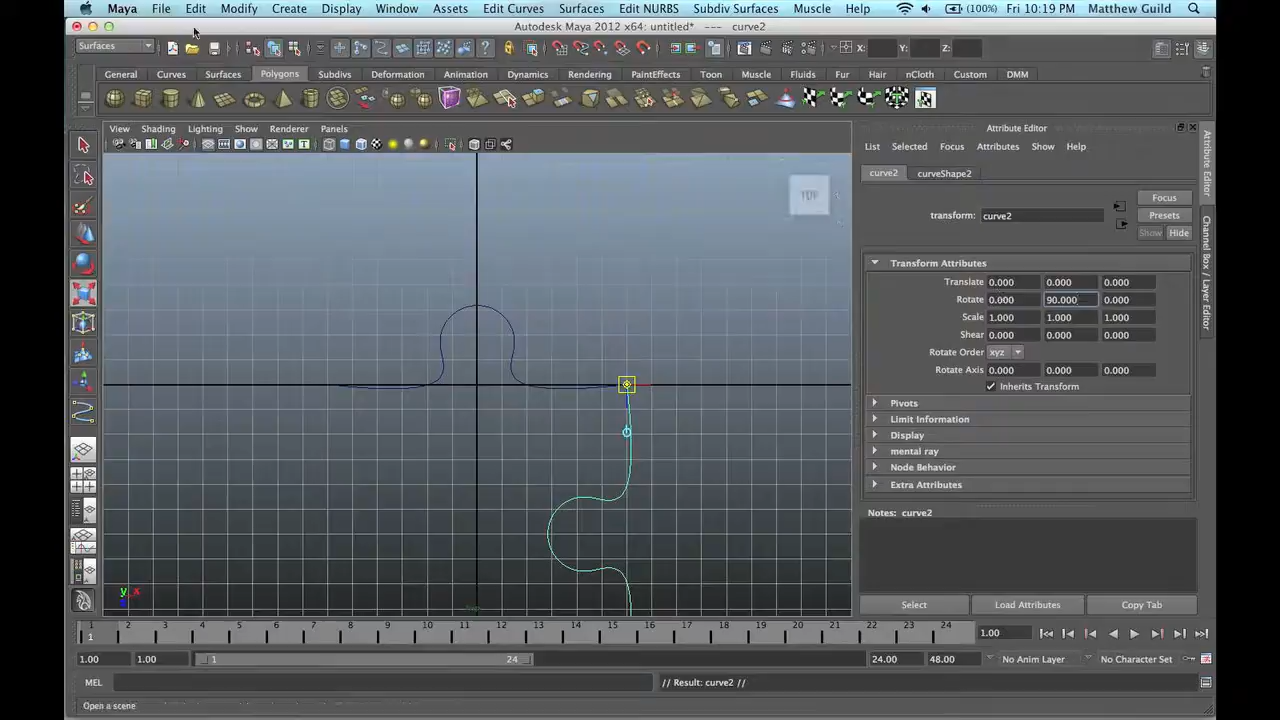 Maya File Edit Modify Create Display Window Assets Edit Curves Surfaces Edit NURBS Subdiv Surfaces Muscle Help (100%) Fri 10:19 PM Matthew Guild
Autodesk Maya 2012 x64: untitled* --- curve2
Surfaces X: Y: Z:
General Curves Surfaces Polygons Subdivs Deformation Animation Dynamics Rendering PaintEffects Toon Muscle Fluids Fur Hair nCloth Custom DMM
View Shading Lighting Show Renderer Panels
Attribute Editor
List Selected Focus Attributes Show Help
curve2 curveShape2
Focus
transform: curve2 Presets
Show Hide
TOP
Transform Attributes
Translate 0.000 0.000 0.000
Rotate 0.000 90.000 0.000
Scale 1.000 1.000 1.000
Shear 0.000 0.000 0.000
Rotate Order xyz
Rotate Axis 0.000 0.000 0.000
Inherits Transform
Pivots
Limit Information
Display
mental ray
Node Behavior
Extra Attributes
Notes: curve2
Select Load Attributes Copy Tab
Attribute Editor
Channel Box / Layer Editor
y x
1 2 3 4 5 6 7 8 9 10 11 12 13 14 15 16 17 18 19 20 21 22 23 24
1 1.00
1.00 1.00 1 24 24.00 48.00 No Anim Layer No Character Set
MEL // Result: curve2 //
Open a scene